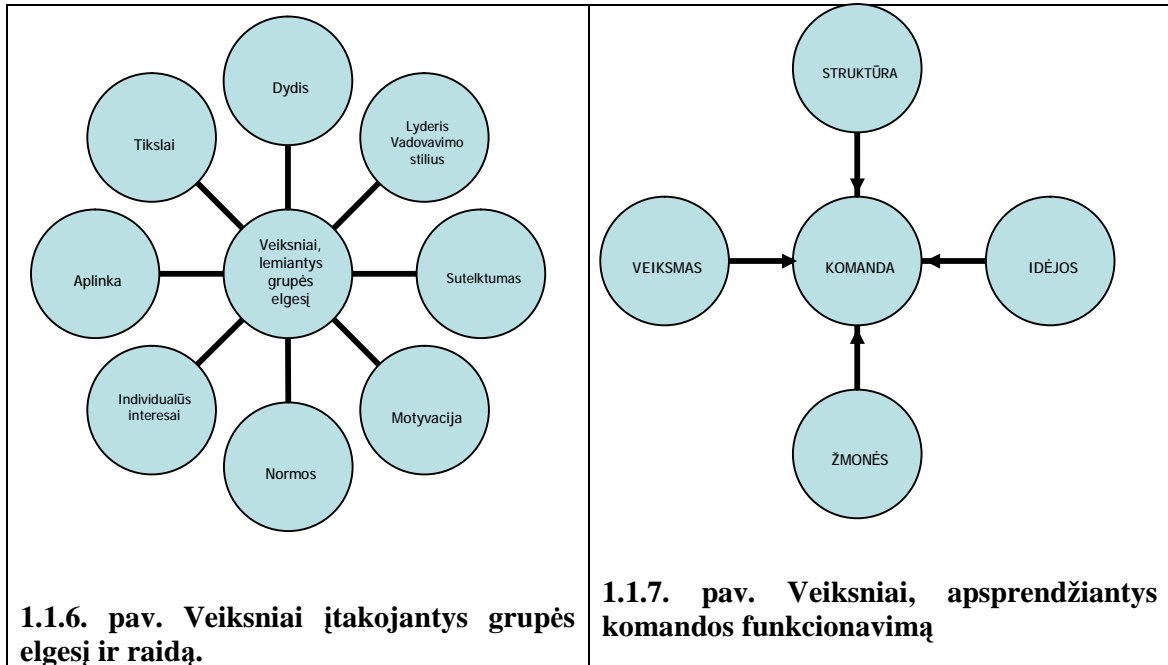 Dydis
Lyderis
Vadovavimo
stilius
Sutelktumas
Motyvacija
Normos
Individualūs
interesai
Aplinka
Tikslai
Veiksniai,
lemiantys
grupės
elgesį
1.1.6. pav. Veiksniai įtakojantys grupės
elgesį ir raidą.
STRUKTŪRA
VEIKSMAS
KOMANDA
IDĖJOS
ŽMONĖS
1.1.7. pav. Veiksniai, apsprendžiantys
komandos funkcionavimą